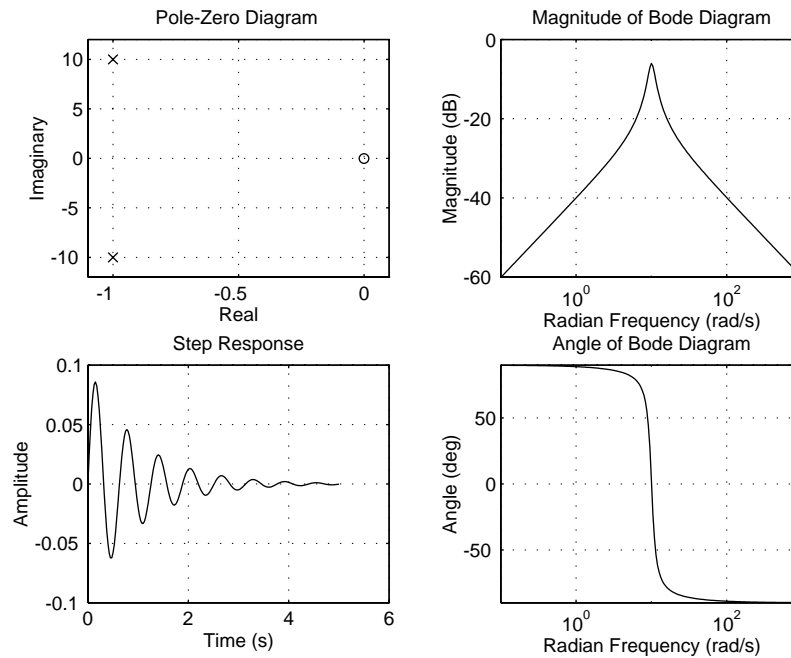 Pole-Zero Diagram
10
5
0
-5
-10
Imaginary
-1
-0.5
0
Real
Magnitude of Bode Diagram
0
-20
-40
-60
Magnitude (dB)
10^0
10^2
Radian Frequency (rad/s)
Step Response
0.1
0.05
0
-0.05
-0.1
Amplitude
0
2
4
6
Time (s)
Angle of Bode Diagram
50
0
-50
Angle (deg)
10^0
10^2
Radian Frequency (rad/s)